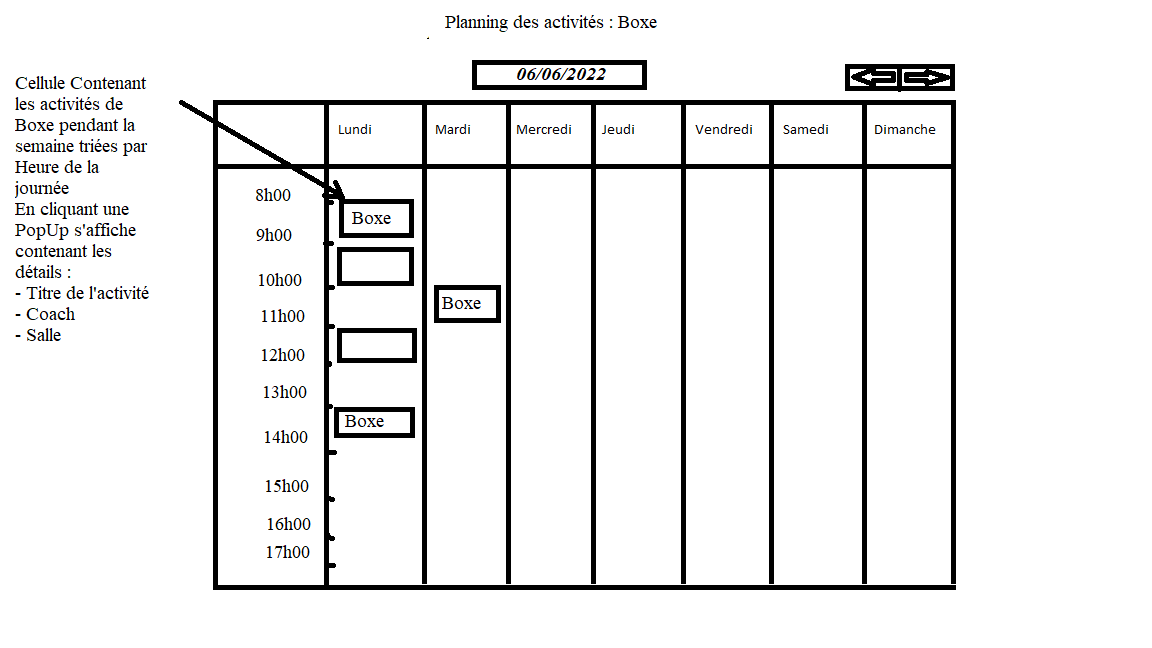 Planning des activités : Boxe
06/06/2022
Cellule Contenant
les activités de
Boxe pendant la
semaine triées par
Heure de la
journée
En cliquant une
PopUp s'affiche
contenant les
détails :
- Titre de l'activité
- Coach
- Salle
Lundi Mardi Mercredi Jeudi Vendredi Samedi Dimanche
8h00
Boxe
9h00
10h00
Boxe
11h00
12h00
13h00
Boxe
14h00
15h00
16h00
17h00